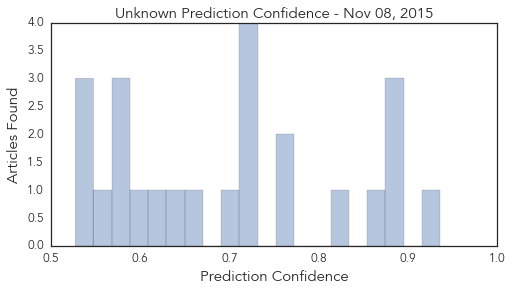 Unknown Prediction Confidence - Nov 08, 2015
4.0
3.5
3.0
2.5
2.0
1.5
1.0
0.5
0.0
Articles Found
0.5 0.6 0.7 0.8 0.9 1.0
Prediction Confidence